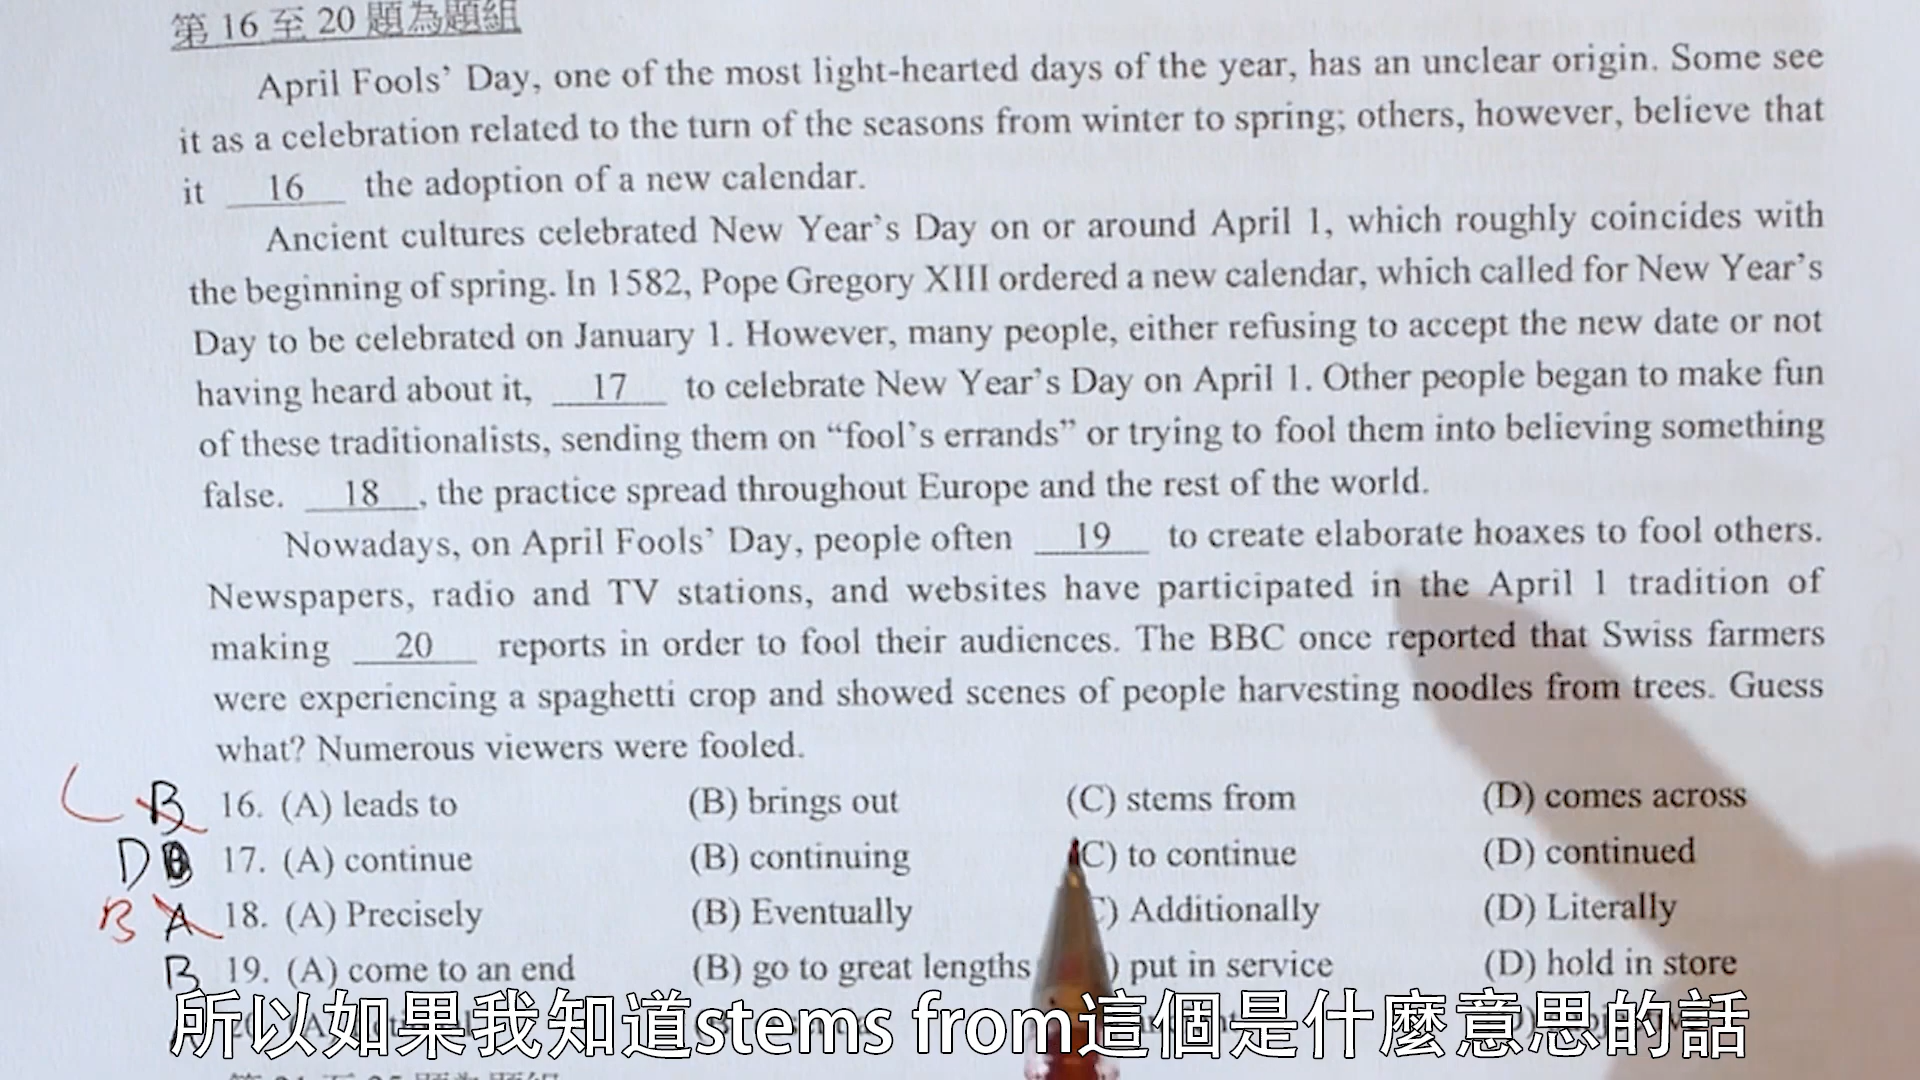 第 16 至 20 題為題組
April Fools’ Day, one of the most light-hearted days of the year, has an unclear origin. Some see
it as a celebration related to the turn of the seasons from winter to spring; others, however, believe that
it 16 the adoption of a new calendar.
Ancient cultures celebrated New Year’s Day on or around April 1, which roughly coincides with
the beginning of spring. In 1582, Pope Gregory XIII ordered a new calendar, which called for New Year’s
Day to be celebrated on January 1. However, many people, either refusing to accept the new date or not
having heard about it, 17 to celebrate New Year’s Day on April 1. Other people began to make fun
of these traditionalists, sending them on “fool’s errands” or trying to fool them into believing something
false. 18 , the practice spread throughout Europe and the rest of the world.
Nowadays, on April Fools’ Day, people often 19 to create elaborate hoaxes to fool others.
Newspapers, radio and TV stations, and websites have participated in the April 1 tradition of
making 20 reports in order to fool their audiences. The BBC once reported that Swiss farmers
were experiencing a spaghetti crop and showed scenes of people harvesting noodles from trees. Guess
what? Numerous viewers were fooled.
C B 16. (A) leads to (B) brings out (C) stems from (D) comes across
D 17. (A) continue (B) continuing (C) to continue (D) continued
B A 18. (A) Precisely (B) Eventually (C) Additionally (D) Literally
B 19. (A) come to an end (B) go to great lengths ) put in service (D) hold in store
所以如果我知道stems from這個是什麼意思的話